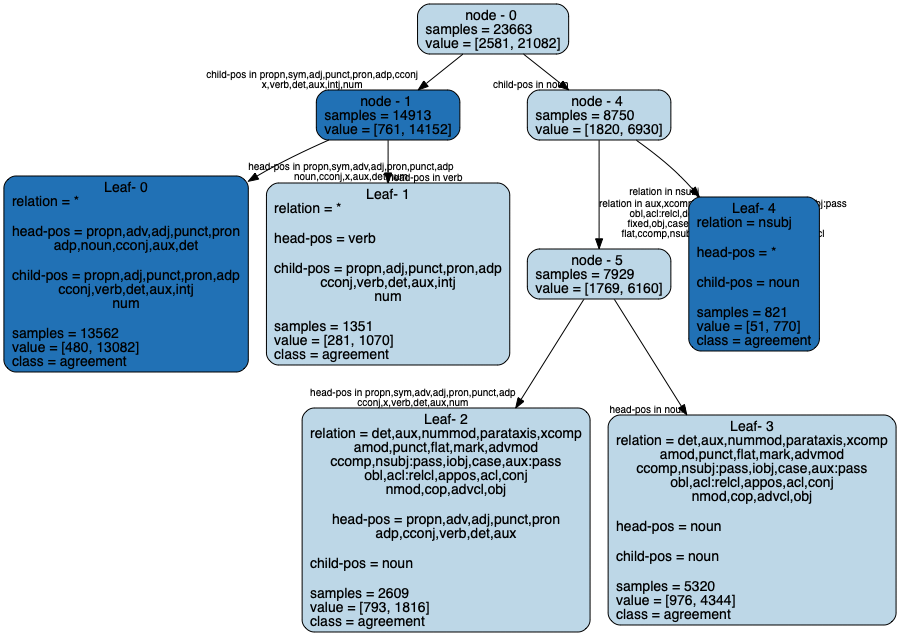 node - 0
samples = 23663
value = [2581, 21082]
child-pos in propn,sym,adj,punct,pron,adp,cconj
x,verb,det,aux,intj,num
child-pos in noun
node - 1
samples = 14913
value = [761, 14152]
node - 4
samples = 8750
value = [1820, 6930]
head-pos in propn,sym,adv,adj,pron,punct,adp
noun,cconj,x,aux,det,num
head-pos in verb
Leaf- 0
relation = *
head-pos = propn,adv,adj,punct,pron
adp,noun,cconj,aux,det
child-pos = propn,adj,punct,pron,adp
cconj,verb,det,aux,intj
num
samples = 13562
value = [480, 13082]
class = agreement
Leaf- 1
relation = *
head-pos = verb
child-pos = propn,adj,punct,pron,adp
cconj,verb,det,aux,intj
num
samples = 1351
value = [281, 1070]
class = agreement
relation in nsubj
relation in aux,xcomp
obl,acl:relcl,d
fixed,obj,case
flat,ccomp,nsub
Leaf- 4
relation = nsubj
head-pos = *
child-pos = noun
samples = 821
value = [51, 770]
class = agreement
node - 5
samples = 7929
value = [1769, 6160]
head-pos in propn,sym,adv,adj,pron,punct,adp
cconj,x,verb,det,aux,num
head-pos in noun
Leaf- 2
relation = det,aux,nummod,parataxis,xcomp
amod,punct,flat,mark,advmod
ccomp,nsubj:pass,iobj,case,aux:pass
obl,acl:relcl,appos,acl,conj
nmod,cop,advcl,obj
head-pos = propn,adv,adj,punct,pron
adp,cconj,verb,det,aux
child-pos = noun
samples = 2609
value = [793, 1816]
class = agreement
Leaf- 3
relation = det,aux,nummod,parataxis,xcomp
amod,punct,flat,mark,advmod
ccomp,nsubj:pass,iobj,case,aux:pass
obl,acl:relcl,appos,acl,conj
nmod,cop,advcl,obj
head-pos = noun
child-pos = noun
samples = 5320
value = [976, 4344]
class = agreement